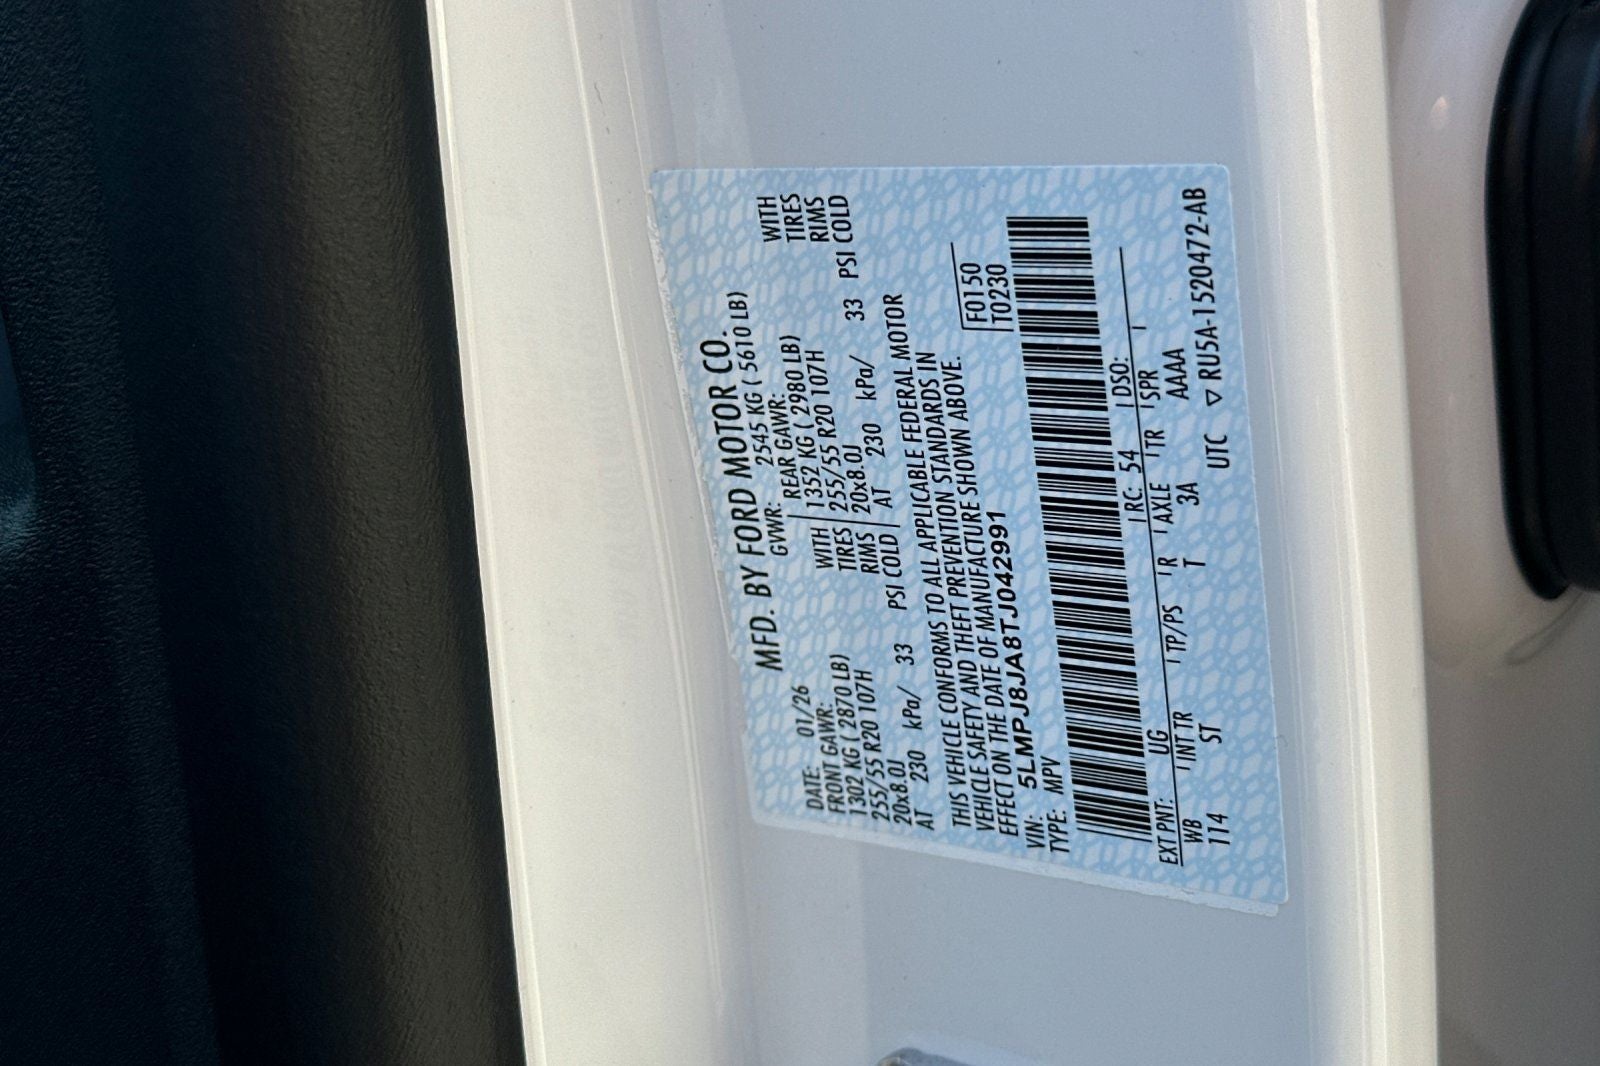 MFD. BY FORD MOTOR CO.
DATE: 01/26 GVWR: 2545 KG ( 5610 LB)
FRONT GAWR: REAR GAWR:
1302 KG ( 2870 LB) WITH 1352 KG ( 2980 LB) WITH
255/55 R20 107H TIRES 255/55 R20 107H TIRES
20x8.0J RIMS 20x8.0J RIMS
AT 230 kPa/ 33 PSI COLD AT 230 kPa/ 33 PSI COLD
THIS VEHICLE CONFORMS TO ALL APPLICABLE FEDERAL MOTOR
VEHICLE SAFETY AND THEFT PREVENTION STANDARDS IN
EFFECT ON THE DATE OF MANUFACTURE SHOWN ABOVE.
VIN: 5LMPJ8JA8TJ042991 F0150
TYPE: MPV T0230
EXT PNT: UG RC: 54 DSO:
WB INT TR TP/PS R AXLE TR SPR
114 ST T 3A AAAA
UTC ▽ RU5A-1520472-AB